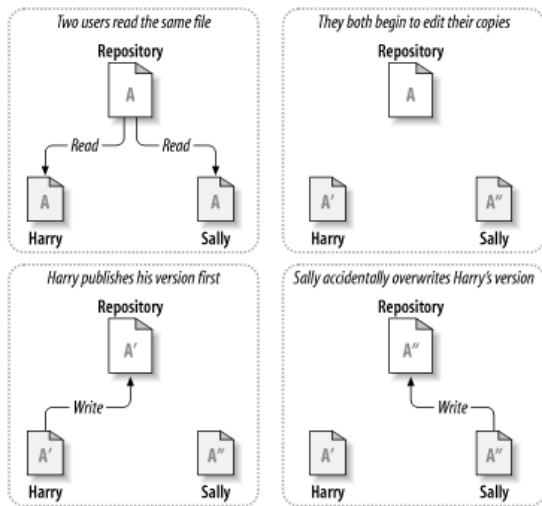 Two users read the same file
Repository
A
Read
Read
A
A
Harry
Sally
They both begin to edit their copies
Repository
A
A′
A″
Harry
Sally
Harry publishes his version first
Repository
A′
Write
A′
A″
Harry
Sally
Sally accidentally overwrites Harry’s version
Repository
A″
Write
A′
A″
Harry
Sally